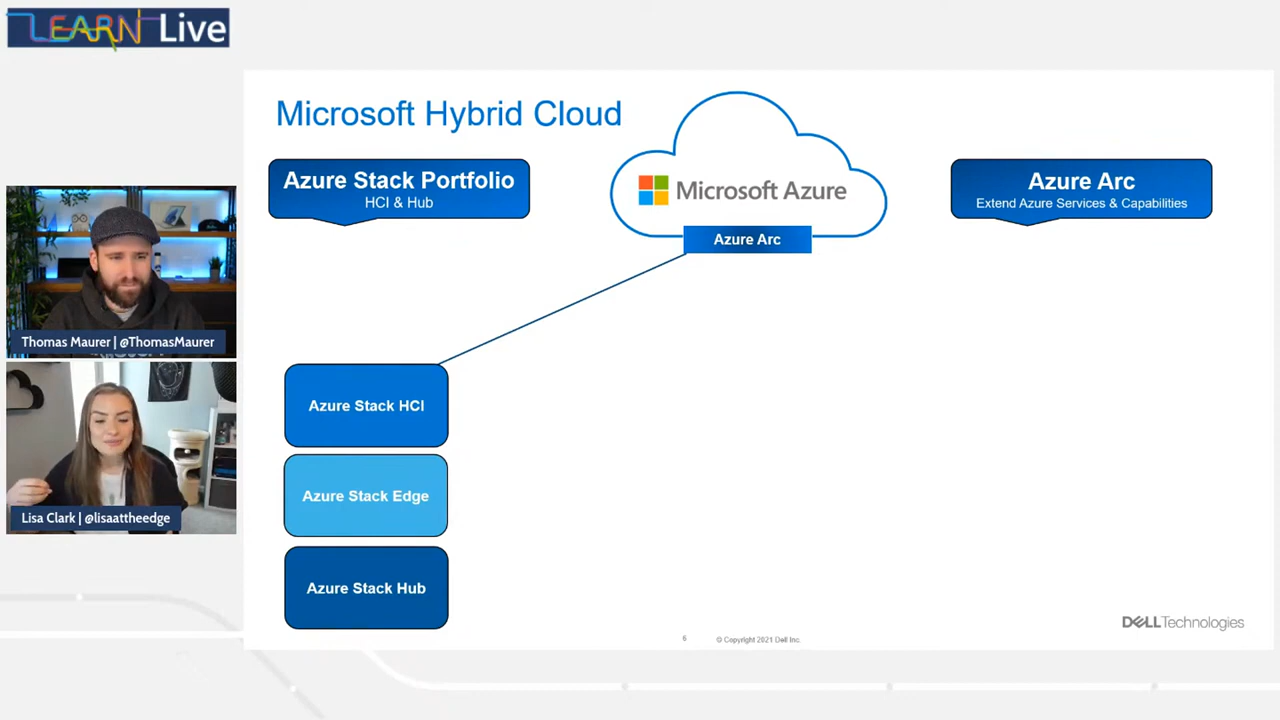 LEARN Live
Microsoft Hybrid Cloud
Azure Stack Portfolio
HCI & Hub
Microsoft Azure
Azure Arc
Azure Arc
Extend Azure Services & Capabilities
Thomas Maurer | @ThomasMaurer
Lisa Clark | @lisaattheedge
Azure Stack HCI
Azure Stack Edge
Azure Stack Hub
DELL Technologies
6
© Copyright 2021 Dell Inc.